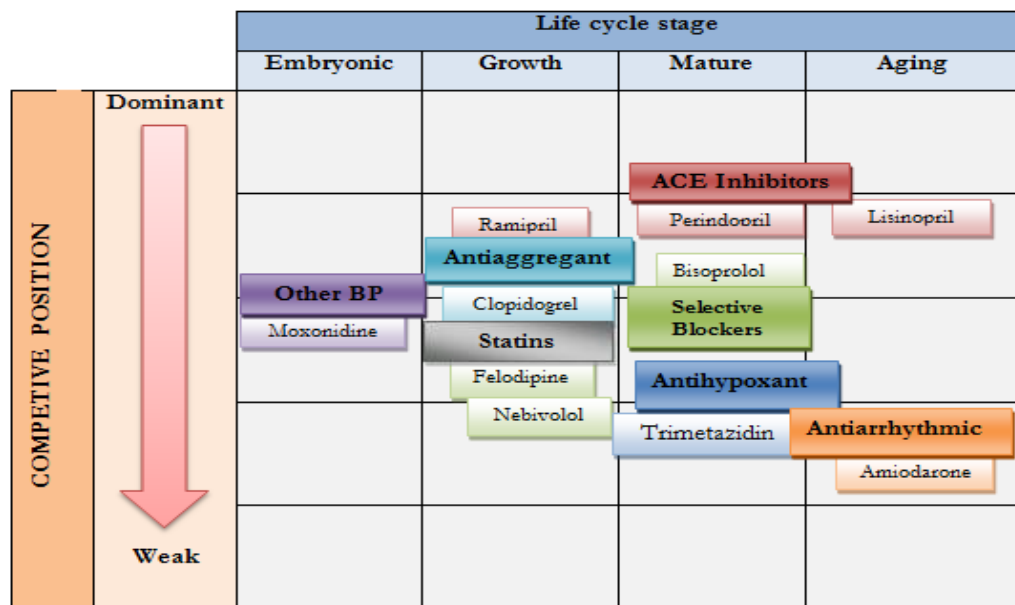 Life cycle stage
Embryonic
Growth
Mature
Aging
COMPETIVE POSITION
Dominant
Weak
ACE Inhibitors
Ramipril
Perindopril
Lisinopril
Antiaggregant
Bisoprolol
Other BP
Clopidogrel
Selective
Blockers
Moxonidine
Statins
Felodipine
Antihypoxant
Nebivolol
Trimetazidin
Antiarrhythmic
Amiodarone